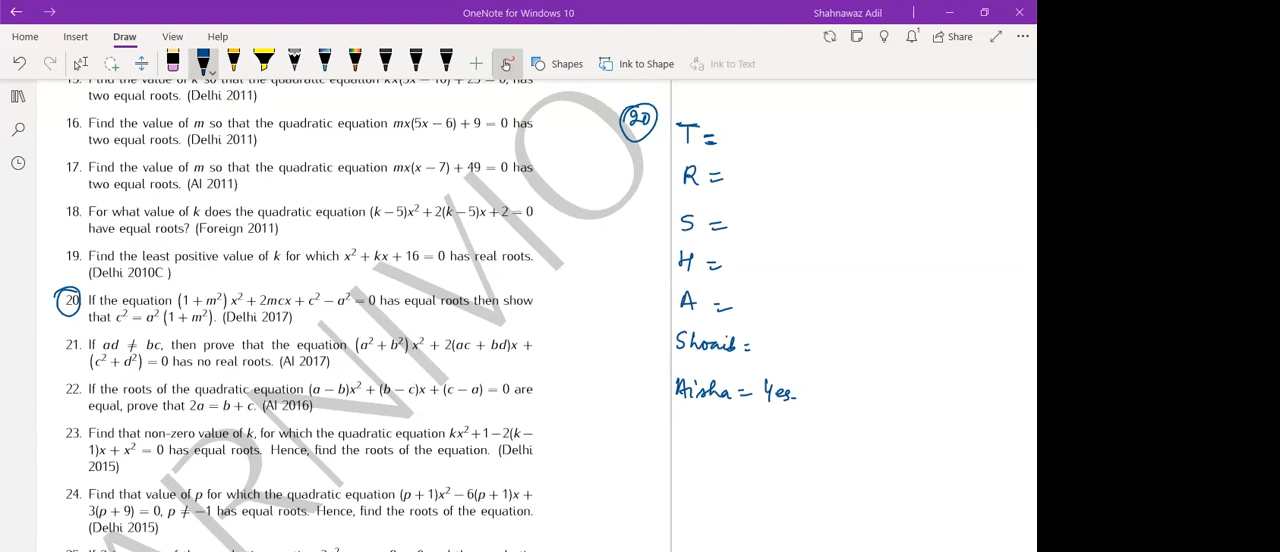 OneNote for Windows 10
Shahnawaz Adil
Home Insert Draw View Help
Share
Shapes
Ink to Shape
Ink to Text
two equal roots. (Delhi 2011)
16. Find the value of m so that the quadratic equation mx(5x − 6) + 9 = 0 has
two equal roots. (Delhi 2011)
17. Find the value of m so that the quadratic equation mx(x − 7) + 49 = 0 has
two equal roots. (AI 2011)
18. For what value of k does the quadratic equation (k − 5)x² + 2(k − 5)x + 2 = 0
have equal roots? (Foreign 2011)
19. Find the least positive value of k for which x² + kx + 16 = 0 has real roots.
(Delhi 2010C )
20. If the equation (1 + m²) x² + 2mcx + c² − a² = 0 has equal roots then show
that c² = a² (1 + m²). (Delhi 2017)
21. If ad ≠ bc, then prove that the equation (a² + b²) x² + 2(ac + bd)x +
(c² + d²) = 0 has no real roots. (AI 2017)
22. If the roots of the quadratic equation (a − b)x² + (b − c)x + (c − a) = 0 are
equal, prove that 2a = b + c. (AI 2016)
23. Find that non-zero value of k, for which the quadratic equation kx² + 1 − 2(k −
1)x + x² = 0 has equal roots. Hence, find the roots of the equation. (Delhi
2015)
24. Find that value of p for which the quadratic equation (p + 1)x² − 6(p + 1)x +
3(p + 9) = 0, p ≠ −1 has equal roots. Hence, find the roots of the equation.
(Delhi 2015)
ARNIVIO
20
T =
R =
S =
H =
A =
Shoaib =
Aisha = Yes.